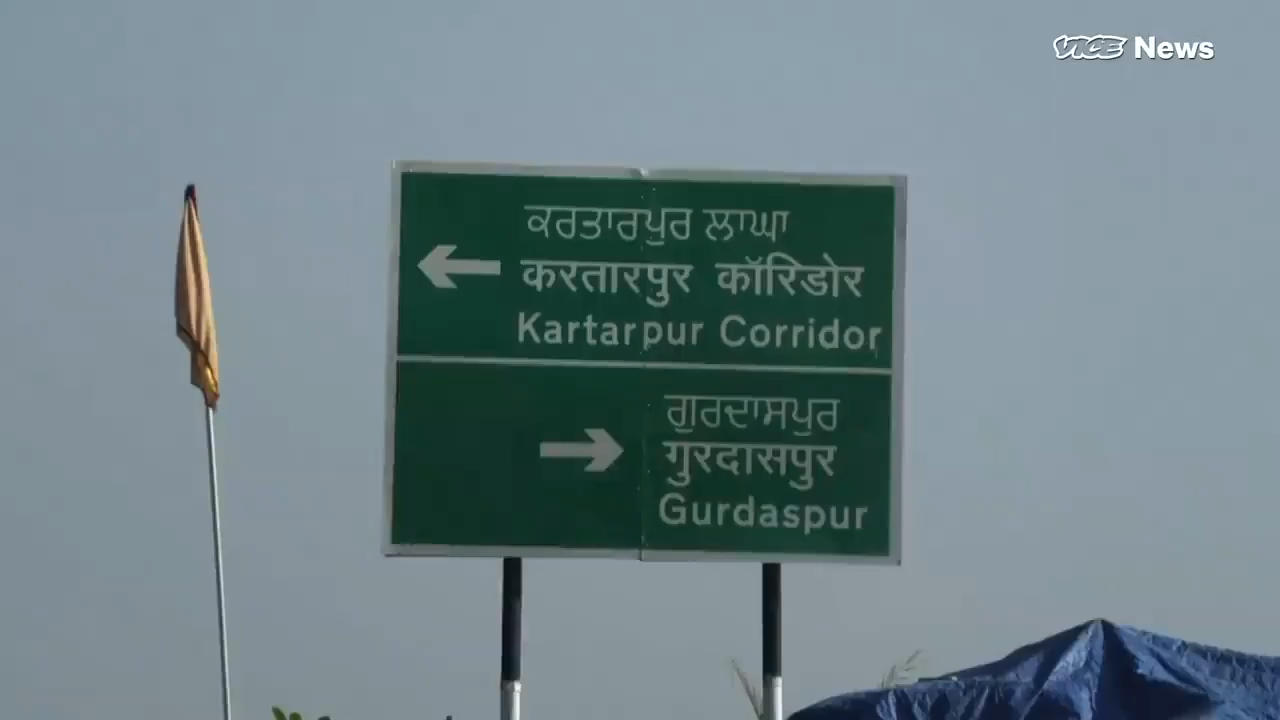 VICE News
ਕਰਤਾਰਪੁਰ ਲਾਘਾ
करतारपुर कॉरिडोर
Kartarpur Corridor
ਗੁਰਦਾਸਪੁਰ
गुरदासपुर
Gurdaspur